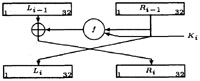 L_{i-1} R_{i-1}
1 32 1 32
f
K_i
L_i R_i
1 32 1 32